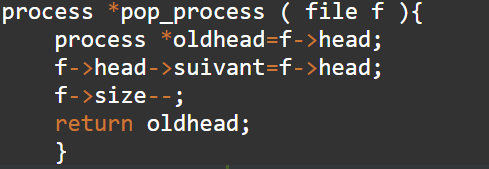 process *pop_process ( file f ){
process *oldhead=f->head;
f->head->suivant=f->head;
f->size--;
return oldhead;
}